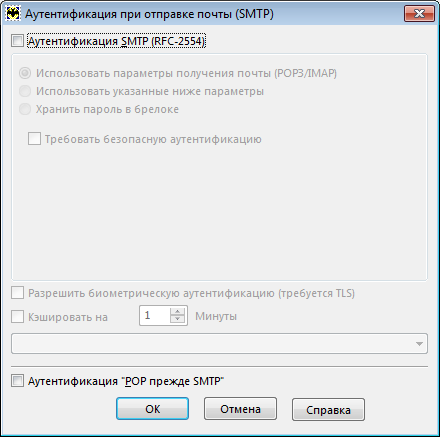 Аутентификация при отправке почты (SMTP)
Аутентификация SMTP (RFC-2554)
Использовать параметры получения почты (POP3/IMAP)
Использовать указанные ниже параметры
Хранить пароль в брелоке
Требовать безопасную аутентификацию
Разрешить биометрическую аутентификацию (требуется TLS)
Кэшировать на 1 Минуты
Аутентификация "POP прежде SMTP"
OK Отмена Справка